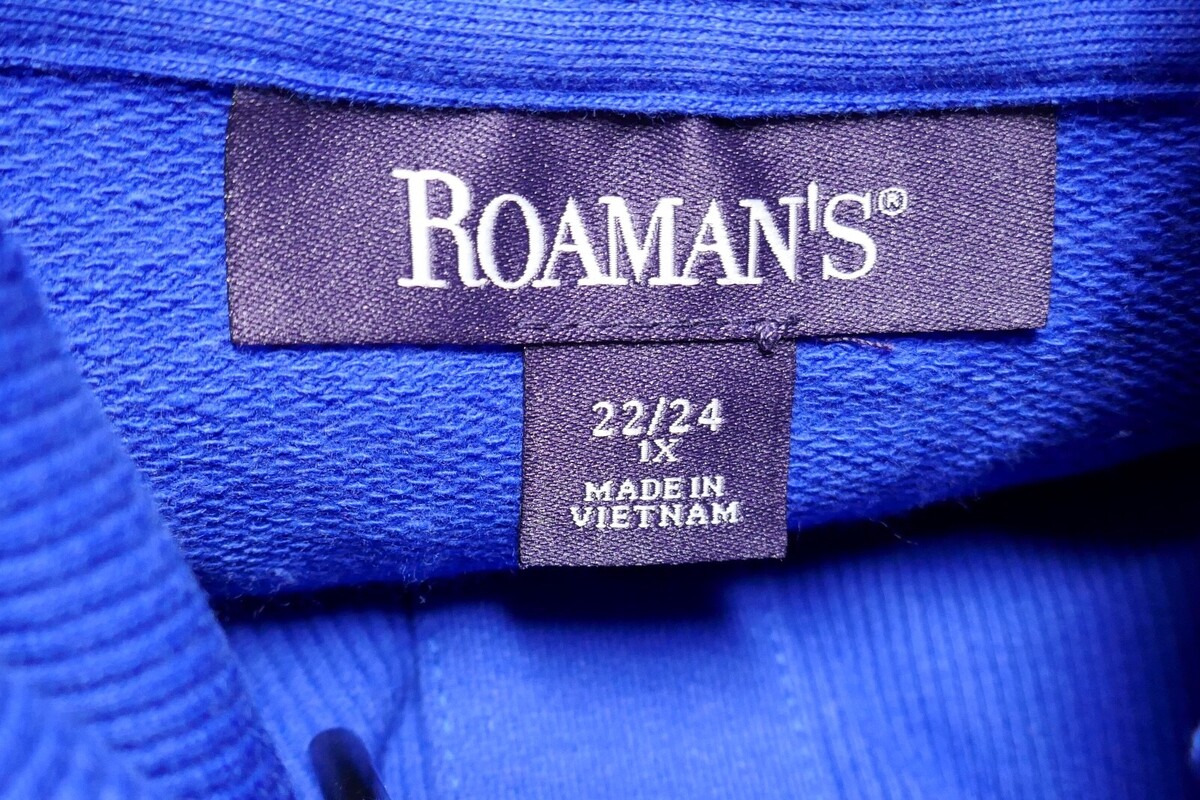 ROAMAN'S®
22/24
1X
MADE IN
VIETNAM